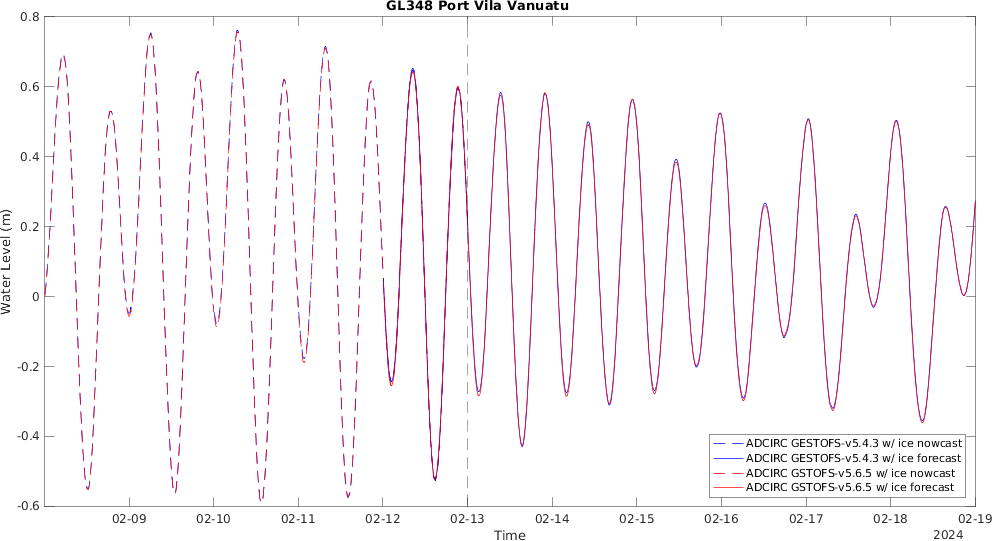 GL348 Port Vila Vanuatu
0.8
0.6
0.4
0.2
0
-0.2
-0.4
-0.6
Water Level (m)
ADCIRC GESTOFS-v5.4.3 w/ ice nowcast
ADCIRC GESTOFS-v5.4.3 w/ ice forecast
ADCIRC GSTOFS-v5.6.5 w/ ice nowcast
ADCIRC GSTOFS-v5.6.5 w/ ice forecast
02-09 02-10 02-11 02-12 02-13 02-14 02-15 02-16 02-17 02-18 02-19
Time
2024